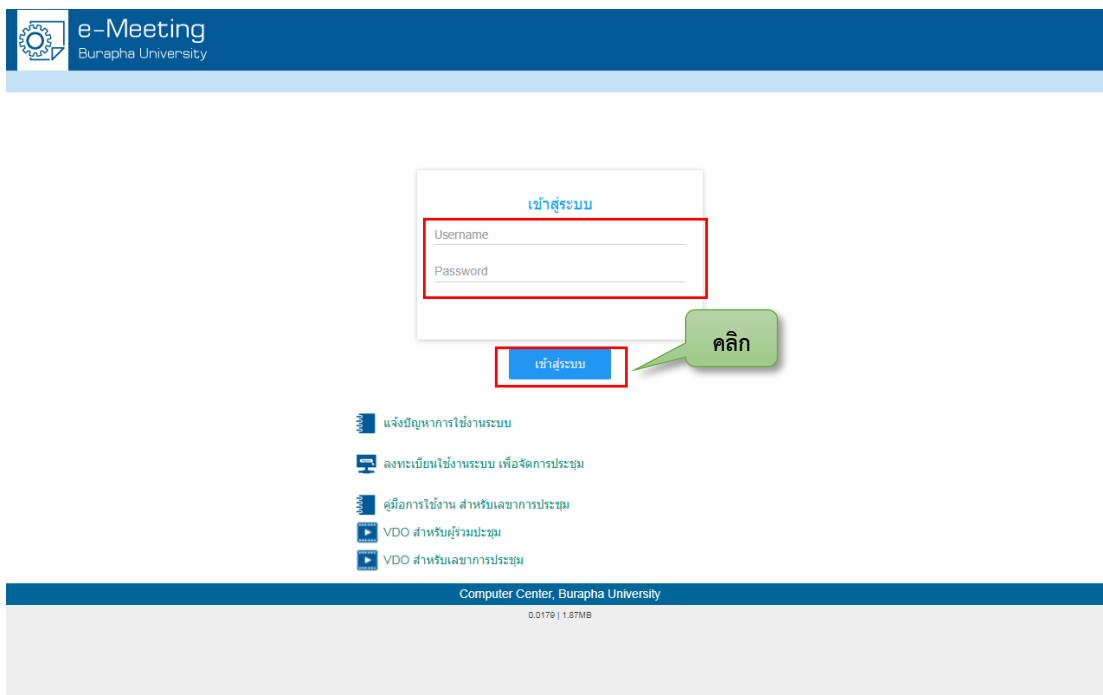 e-Meeting
Burapha University
เข้าสู่ระบบ
Username
Password
คลิก
เข้าสู่ระบบ
แจ้งปัญหาการใช้งานระบบ
ลงทะเบียนใช้งานระบบ เพื่อจัดการประชุม
คู่มือการใช้งาน สำหรับเลขาการประชุม
VDO สำหรับผู้ร่วมปะชุม
VDO สำหรับเลขาการประชุม
Computer Center, Burapha University
0.0179 | 1.87MB